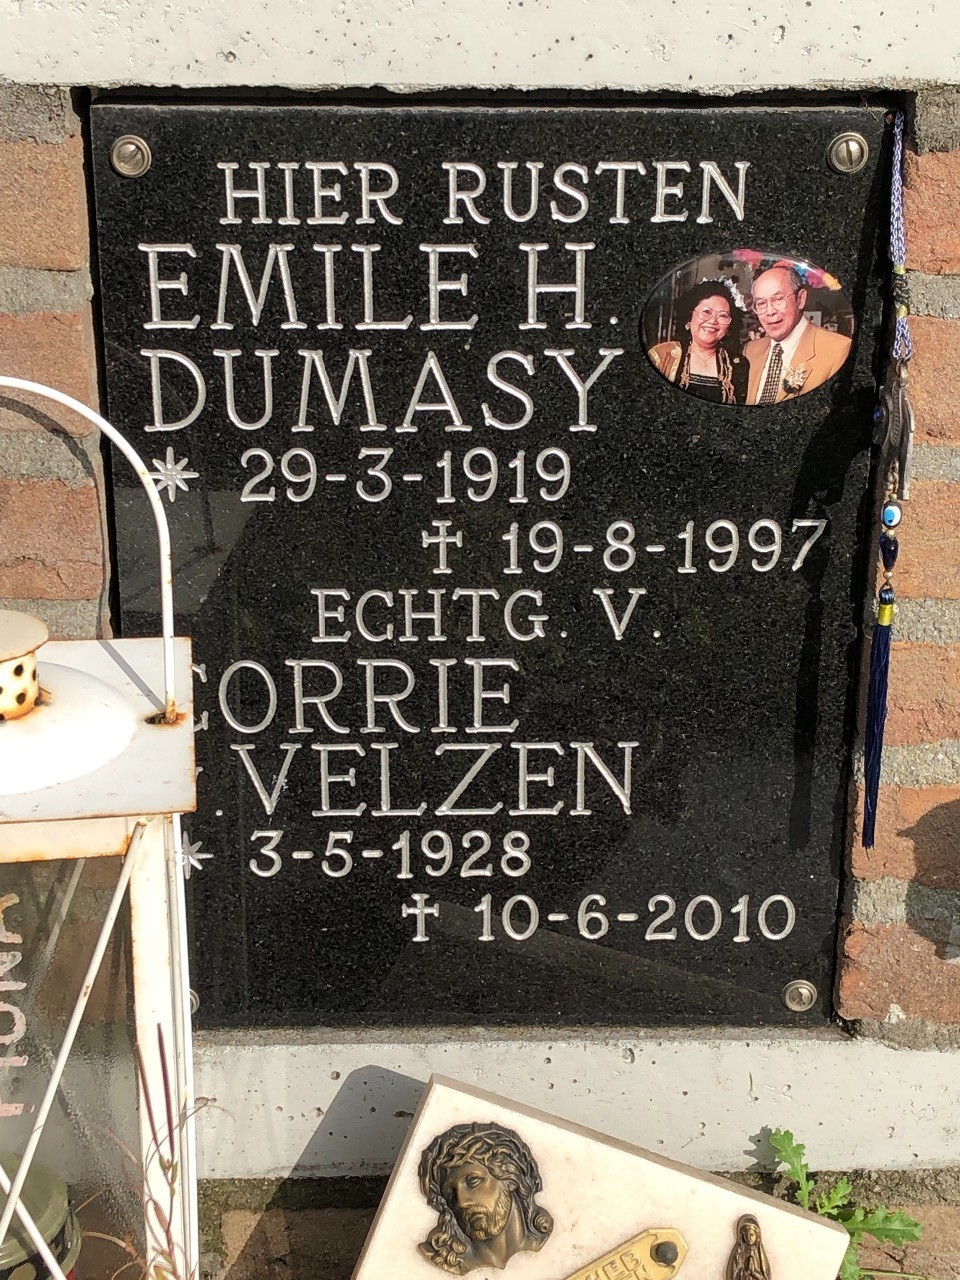 HIER RUSTEN
EMILE H.
DUMASY
* 29-3-1919
† 19-8-1997
ECHTG. V.
CORRIE
.VELZEN
* 3-5-1928
† 10-6-2010